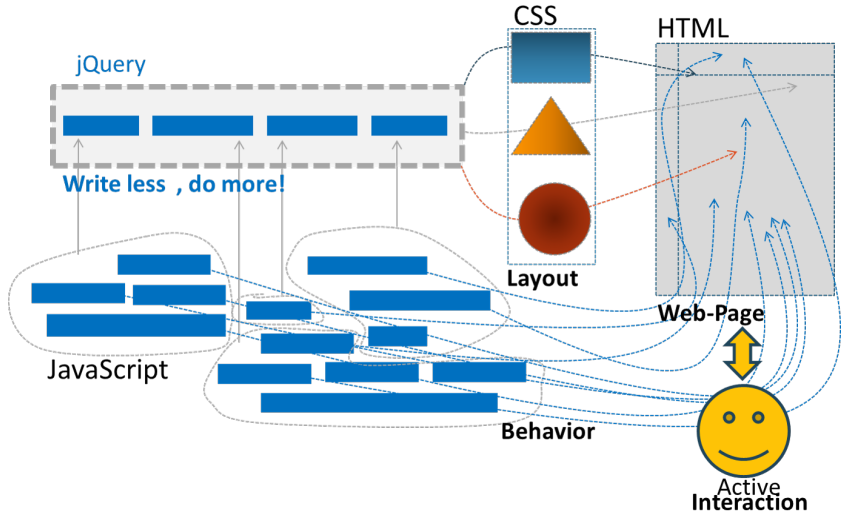 CSS
HTML
jQuery
Write less , do more!
Layout
Web-Page
JavaScript
Behavior
Active
Interaction